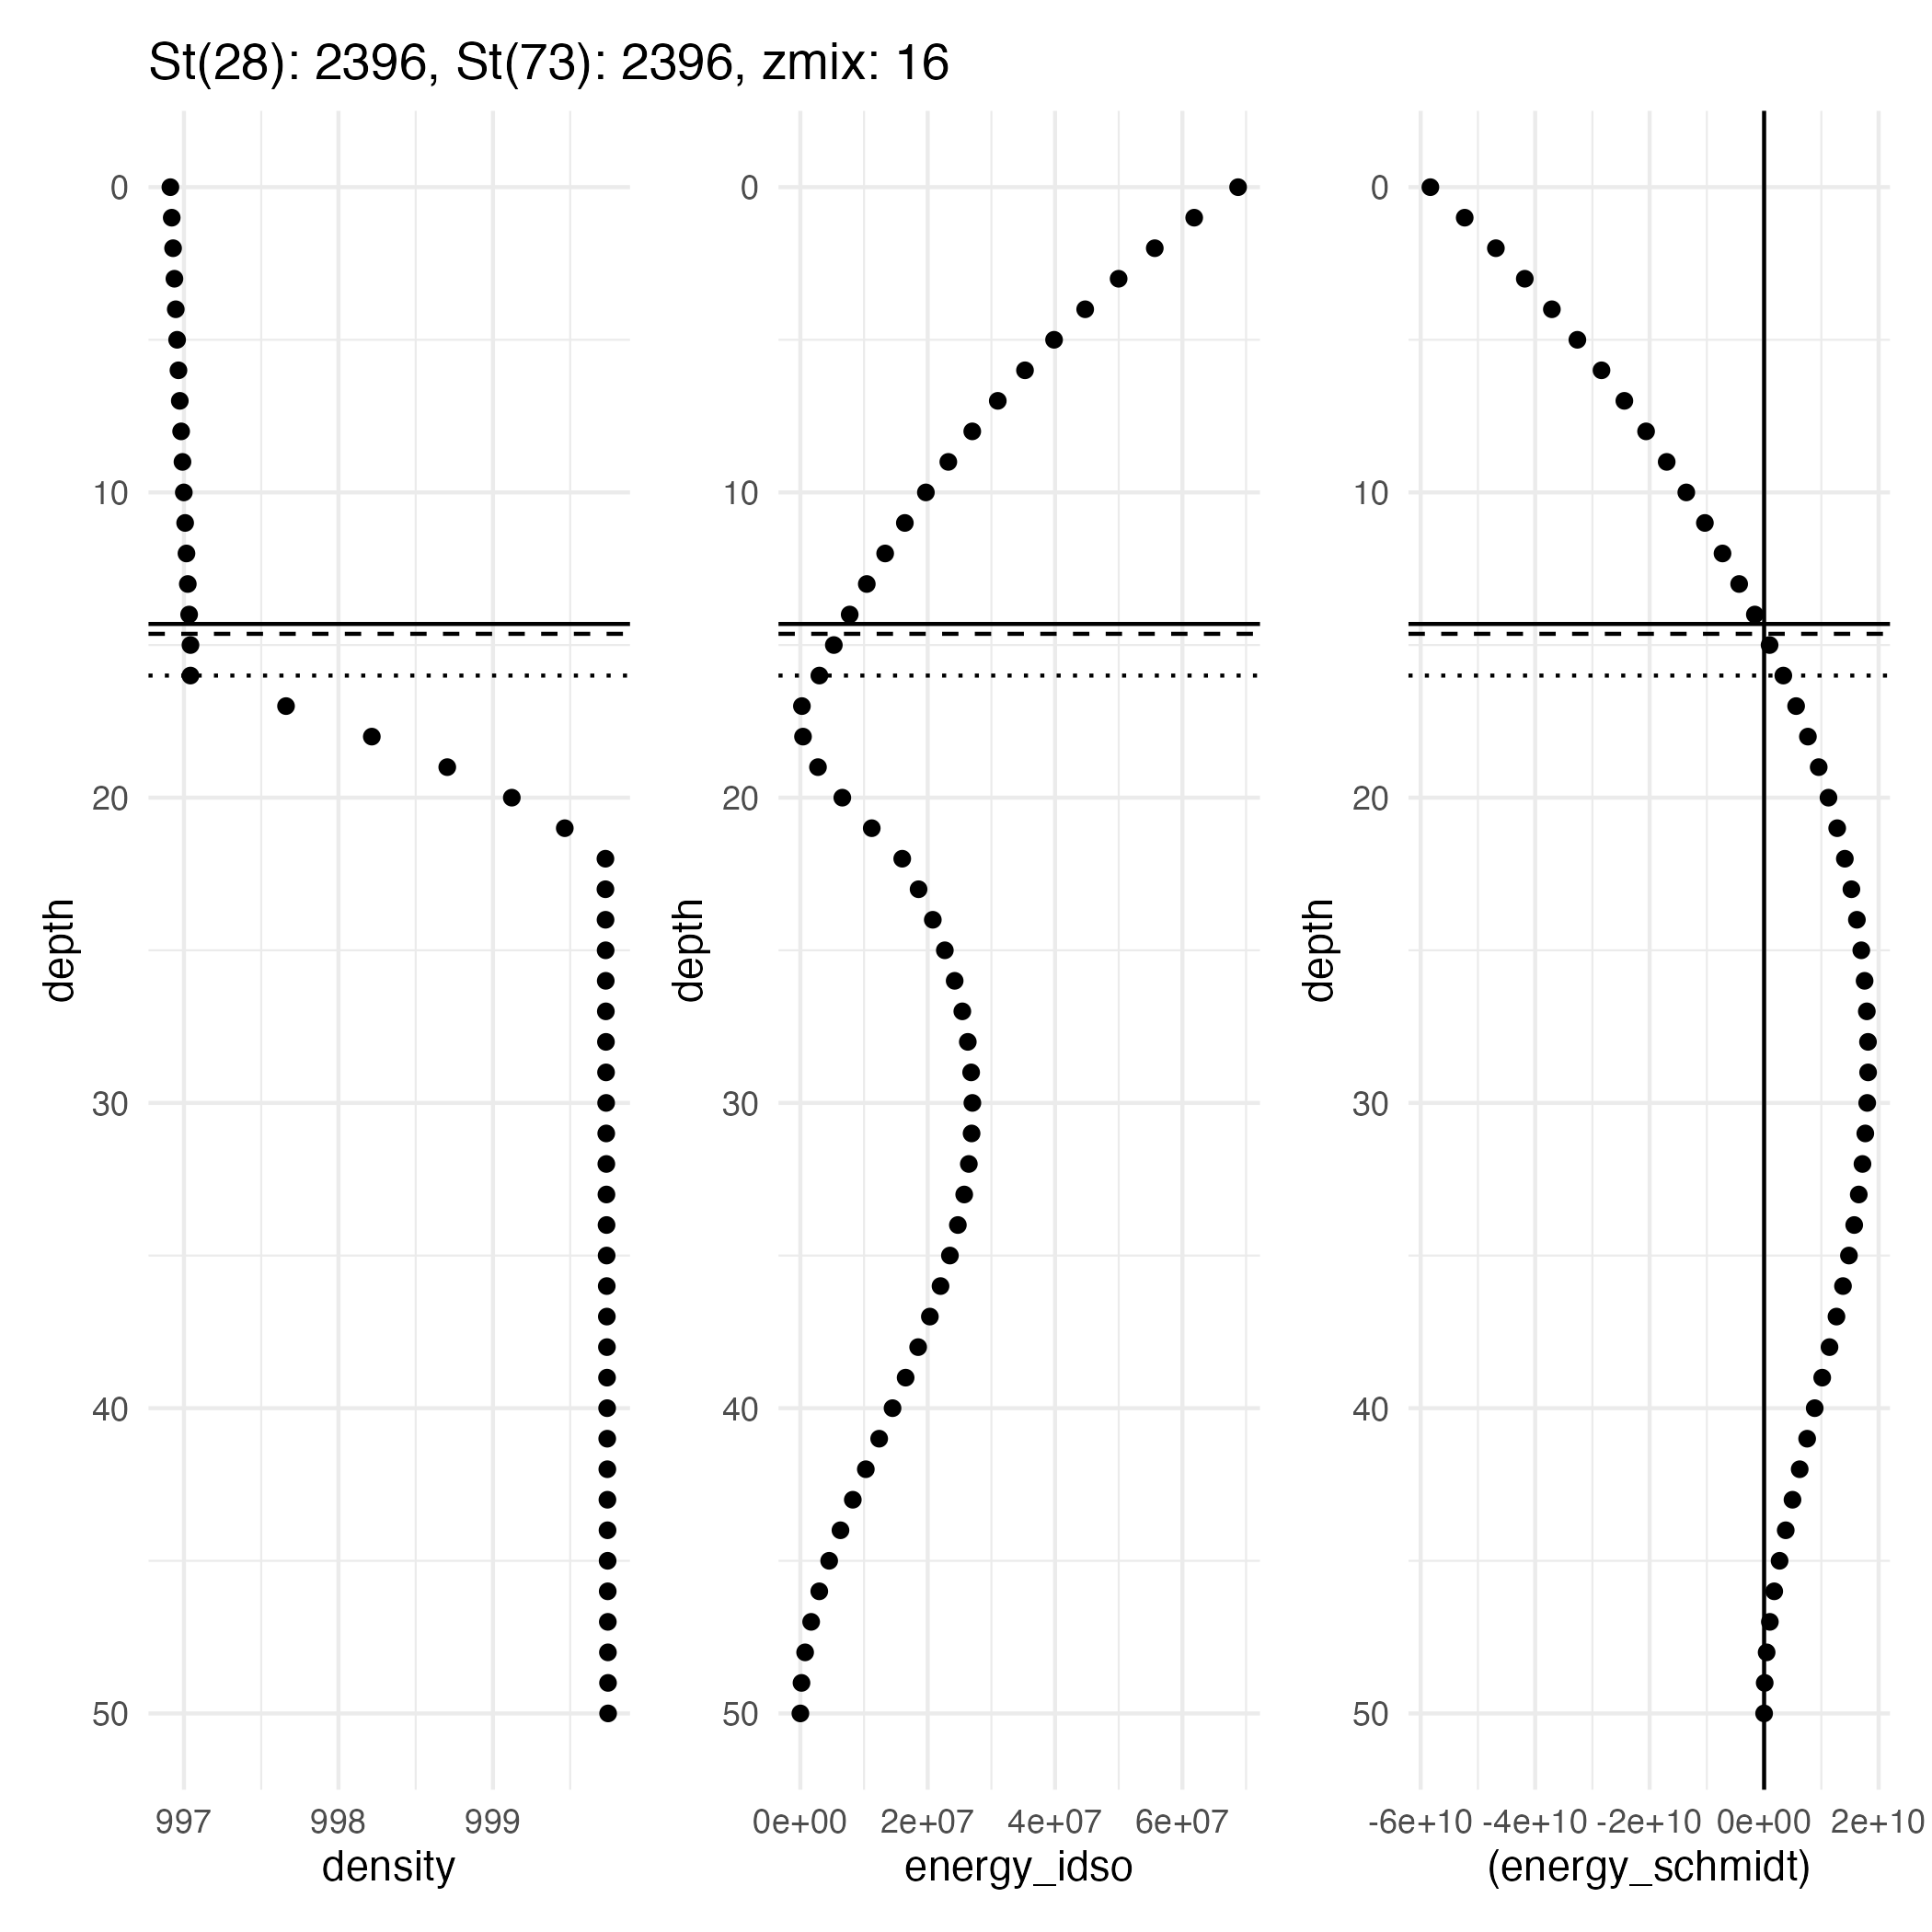 St(28): 2396, St(73): 2396, zmix: 16
0
10
20
30
40
50
depth
997
998
999
density
0
10
20
30
40
50
depth
0e+00
2e+07
4e+07
6e+07
energy_idso
0
10
20
30
40
50
depth
-6e+10
-4e+10
-2e+10
0e+00
2e+10
(energy_schmidt)